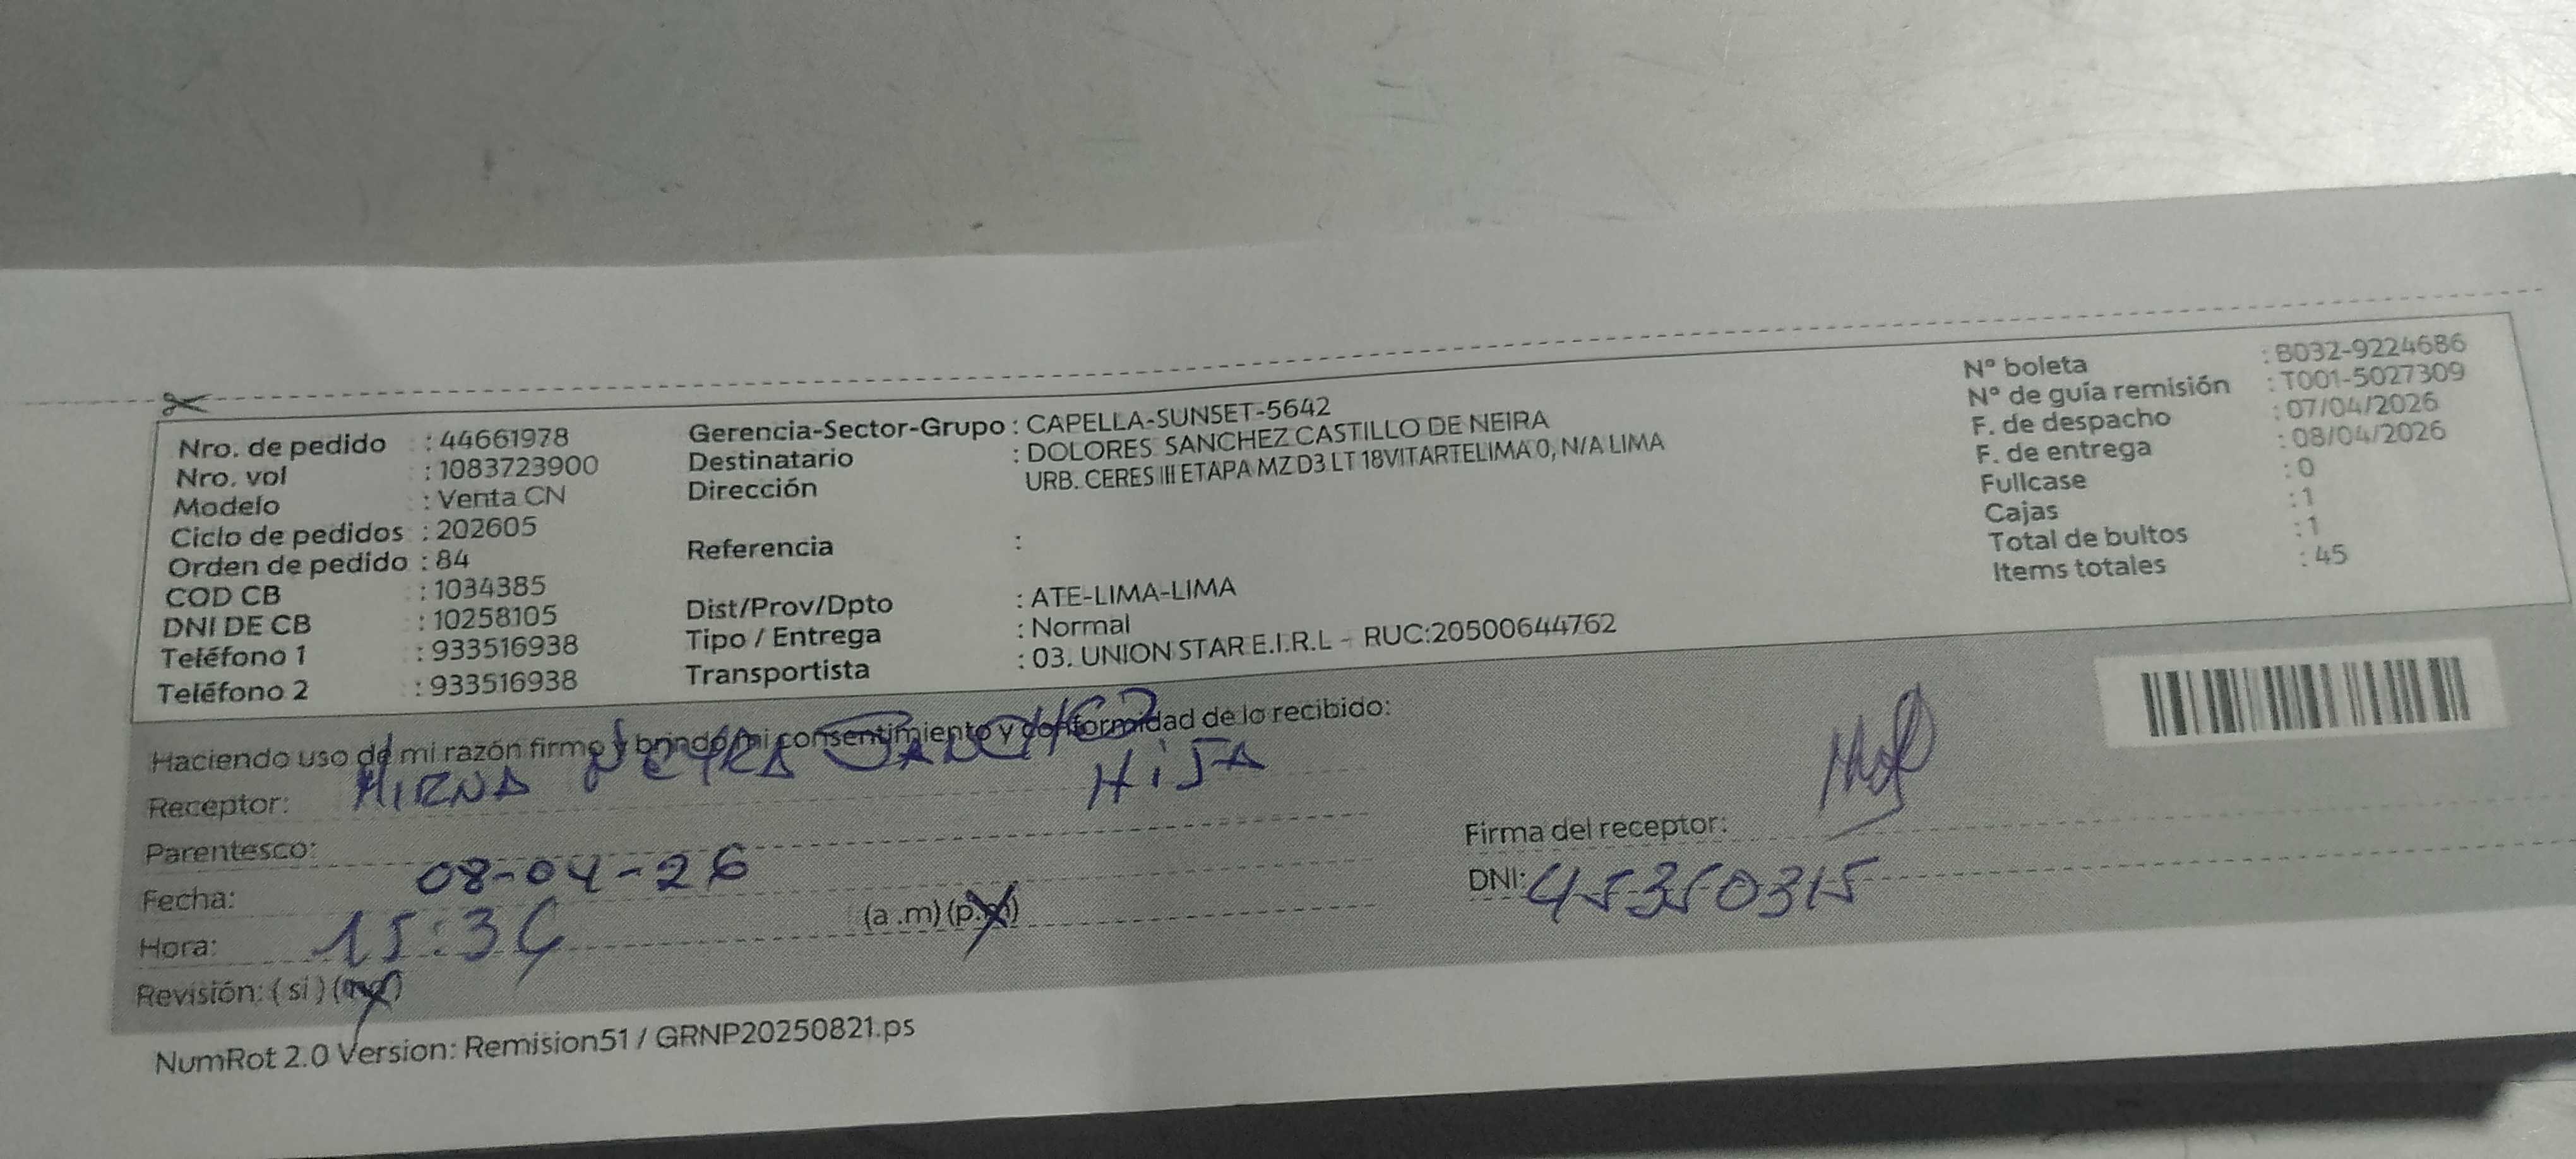 Nro. de pedido : 44661978
Nro. vol : 1083723900
Modelo : Venta CN
Ciclo de pedidos : 202605
Orden de pedido : 84
COD CB : 1034385
DNI DE CB : 10258105
Teléfono 1 : 933516938
Teléfono 2 : 933516938
Gerencia-Sector-Grupo : CAPELLA-SUNSET-5642
Destinatario : DOLORES SANCHEZ CASTILLO DE NEIRA
Dirección URB. CERES III ETAPA MZ D3 LT 18VITARTELIMA 0, N/A LIMA
Referencia :
Dist/Prov/Dpto : ATE-LIMA-LIMA
Tipo / Entrega : Normal
Transportista : 03. UNION STAR E.I.R.L - RUC:20500644762
N° boleta : B032-9224686
N° de guía remisión : T001-5027309
F. de despacho : 07/04/2026
F. de entrega : 08/04/2026
Fullcase : 0
Cajas : 1
Total de bultos : 1
Items totales : 45
Haciendo uso de mi razón firmo y brindo mi consentimiento y conformidad de lo recibido:
Receptor: MIRNA NEYRA SANCHEZ
HIJA
Parentesco:
Fecha: 08-04-26
Hora: 15:34 (a.m) (p.m)
Revisión: ( si ) (no)
Firma del receptor:
DNI: 45350315
NumRot 2.0 Version: Remision51 / GRNP20250821.ps